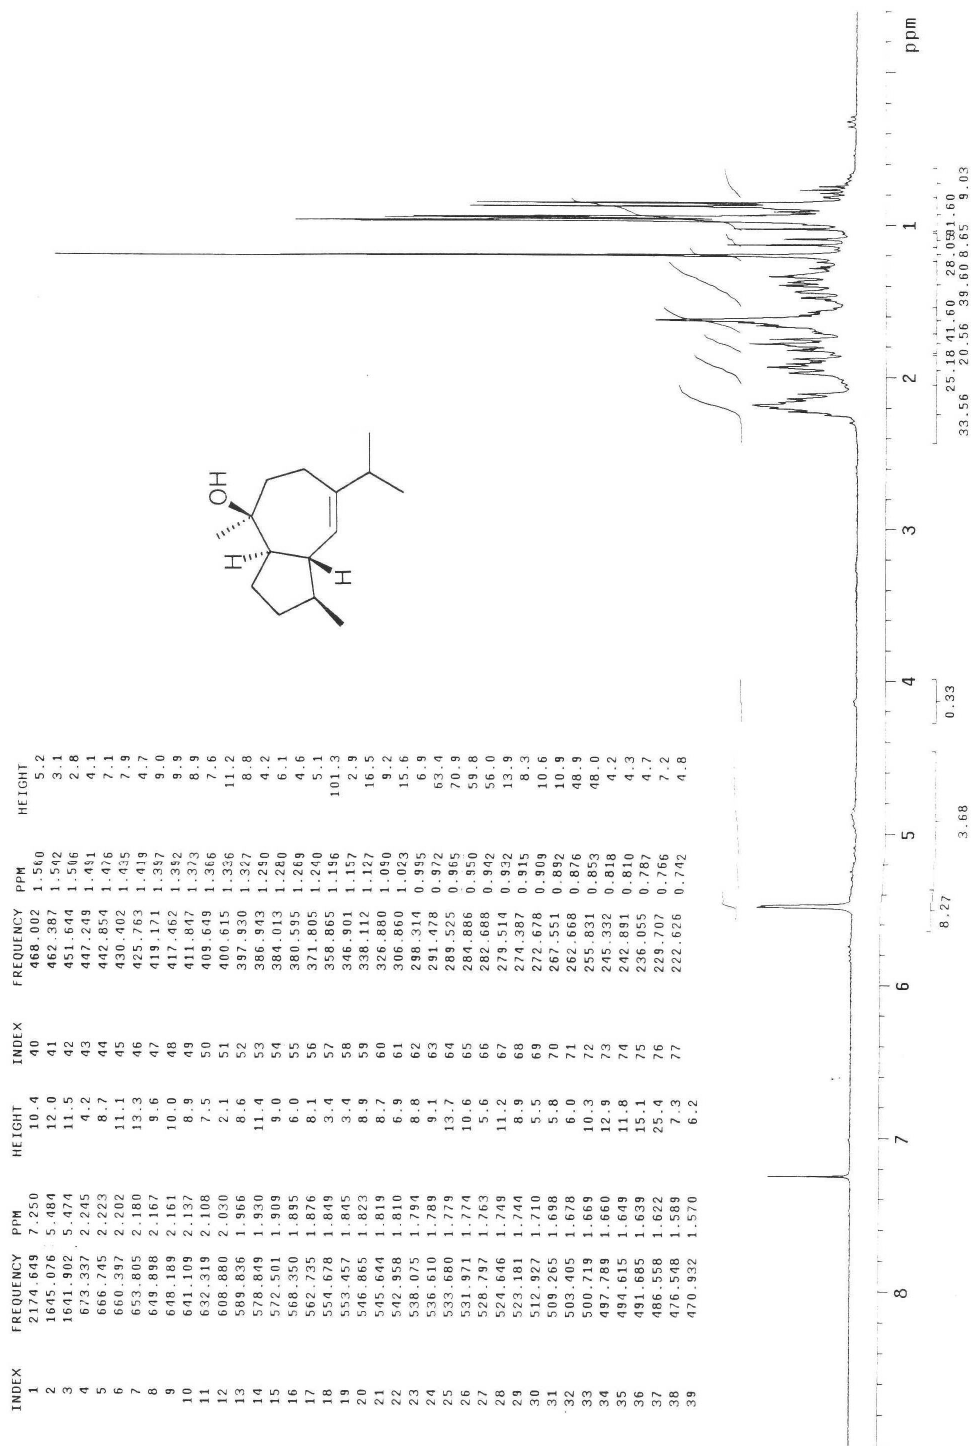 INDEX FREQUENCY PPM HEIGHT INDEX FREQUENCY PPM HEIGHT
1 2174.649 7.250 10.4 40 468.002 1.560 5.2
2 1645.076 5.484 12.0 41 462.387 1.542 3.1
3 1641.902 5.474 11.5 42 451.644 1.506 2.8
4 673.337 2.245 4.2 43 447.249 1.491 4.1
5 666.745 2.223 8.7 44 442.854 1.476 7.1
6 660.397 2.202 11.1 45 430.402 1.435 7.9
7 653.805 2.180 13.3 46 425.763 1.419 4.7
8 649.898 2.167 9.6 47 419.171 1.397 9.0
9 648.189 2.161 10.0 48 417.462 1.392 9.9
10 641.109 2.137 8.9 49 411.847 1.373 8.9
11 632.319 2.108 7.5 50 409.649 1.366 7.6
12 608.880 2.030 2.1 51 400.615 1.336 11.2
13 589.836 1.966 8.6 52 397.930 1.327 8.8
14 578.849 1.930 11.4 53 386.943 1.290 4.2
15 572.501 1.909 9.0 54 384.013 1.280 6.1
16 568.350 1.895 6.0 55 380.595 1.269 4.6
17 562.735 1.876 8.1 56 371.805 1.240 5.1
18 554.678 1.849 3.4 57 358.865 1.196 101.3
19 553.457 1.845 3.4 58 346.901 1.157 2.9
20 546.865 1.823 8.9 59 338.112 1.127 16.5
21 545.644 1.819 8.7 60 326.880 1.090 9.2
22 542.958 1.810 6.9 61 306.860 1.023 15.6
23 538.075 1.794 8.8 62 298.314 0.995 6.9
24 536.610 1.789 9.1 63 291.478 0.972 63.4
25 533.680 1.779 13.7 64 289.525 0.965 70.9
26 531.971 1.774 10.6 65 284.886 0.950 59.8
27 528.797 1.763 5.6 66 282.688 0.942 56.0
28 524.646 1.749 11.2 67 279.514 0.932 13.9
29 523.181 1.744 8.9 68 274.387 0.915 8.3
30 512.927 1.710 5.5 69 272.678 0.909 10.6
31 509.265 1.698 5.8 70 267.551 0.892 10.9
32 503.405 1.678 6.0 71 262.668 0.876 48.9
33 500.719 1.669 10.3 72 255.831 0.853 48.0
34 497.789 1.660 12.9 73 245.332 0.818 4.2
35 494.615 1.649 11.8 74 242.891 0.810 4.3
36 491.685 1.639 15.1 75 236.055 0.787 4.7
37 486.558 1.622 25.4 76 229.707 0.766 7.2
38 476.548 1.589 7.3 77 222.626 0.742 4.8
39 470.932 1.570 6.2
OH
H
H
8 7 6 5 4 3 2 1 ppm
8.27 0.33 25.18 41.60 28.05
3.68 33.56 20.56 39.60 8.65 9.03